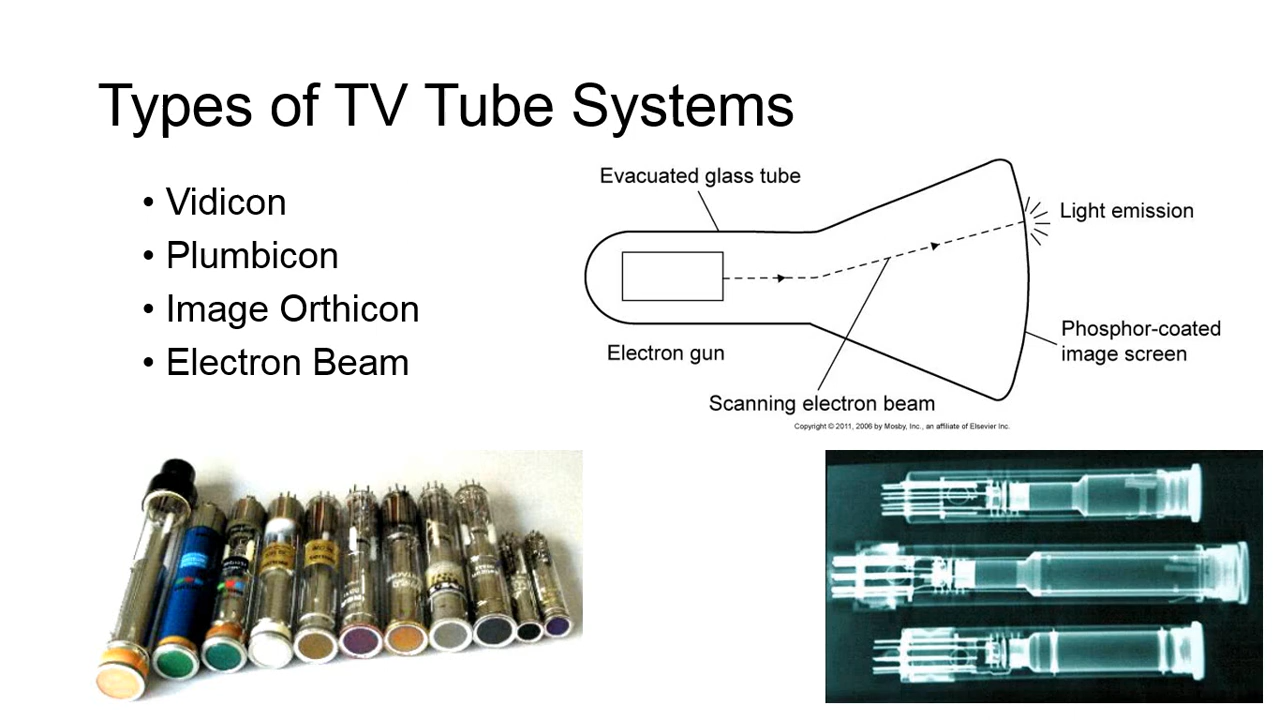 Types of TV Tube Systems
• Vidicon
• Plumbicon
• Image Orthicon
• Electron Beam
Evacuated glass tube
Light emission
Phosphor-coated
image screen
Electron gun
Scanning electron beam
Copyright © 2011, 2006 by Mosby, Inc., an affiliate of Elsevier Inc.